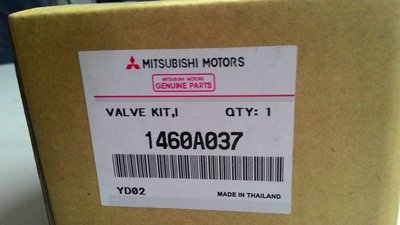 MITSUBISHI MOTORS
MITSUBISHI MOTORS
GENUINE PARTS
VALVE KIT,I QTY: 1
1460A037
YD02 MADE IN THAILAND